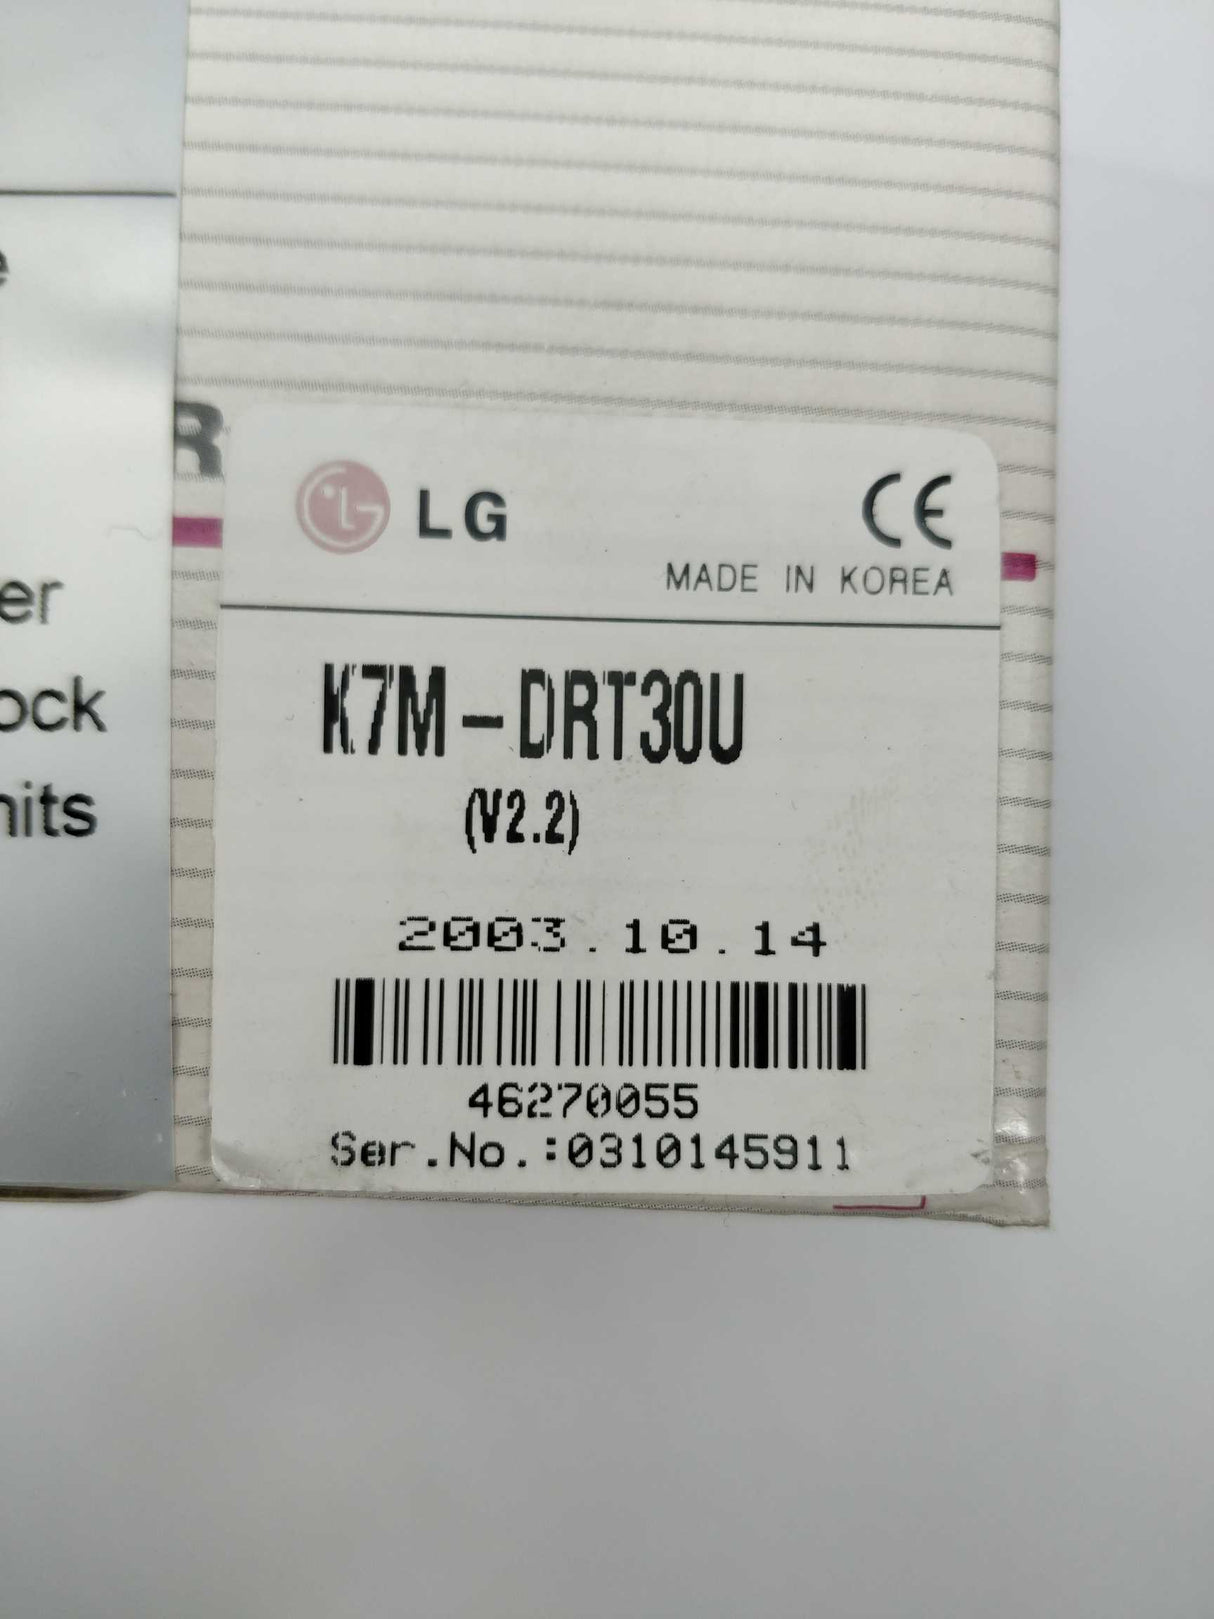 LG
CE
MADE IN KOREA
K7M-DRT30U
(V2.2)
2003.10.14
46270055
Ser.No.:0310145911